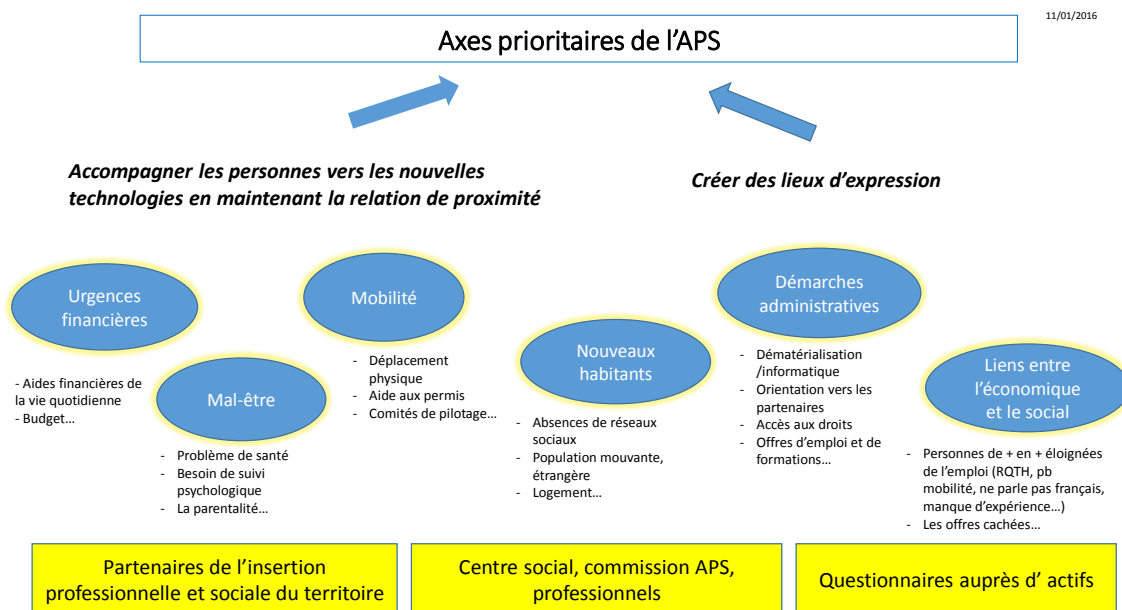 11/01/2016
Axes prioritaires de l’APS
Accompagner les personnes vers les nouvelles
technologies en maintenant la relation de proximité
Créer des lieux d’expression
Urgences
financières
- Aides financières de
la vie quotidienne
- Budget…
Mal-être
- Problème de santé
- Besoin de suivi
psychologique
- La parentalité…
Mobilité
- Déplacement
physique
- Aide aux permis
- Comités de pilotage…
Nouveaux
habitants
- Absences de réseaux
sociaux
- Population mouvante,
étrangère
- Logement…
Démarches
administratives
- Dématérialisation
/informatique
- Orientation vers les
partenaires
- Accès aux droits
- Offres d’emploi et de
formations…
Liens entre
l’économique
et le social
- Personnes de + en + éloignées
de l’emploi (RQTH, pb
mobilité, ne parle pas français,
manque d’expérience…)
- Les offres cachées…
Partenaires de l’insertion
professionnelle et sociale du territoire
Centre social, commission APS,
professionnels
Questionnaires auprès d’ actifs